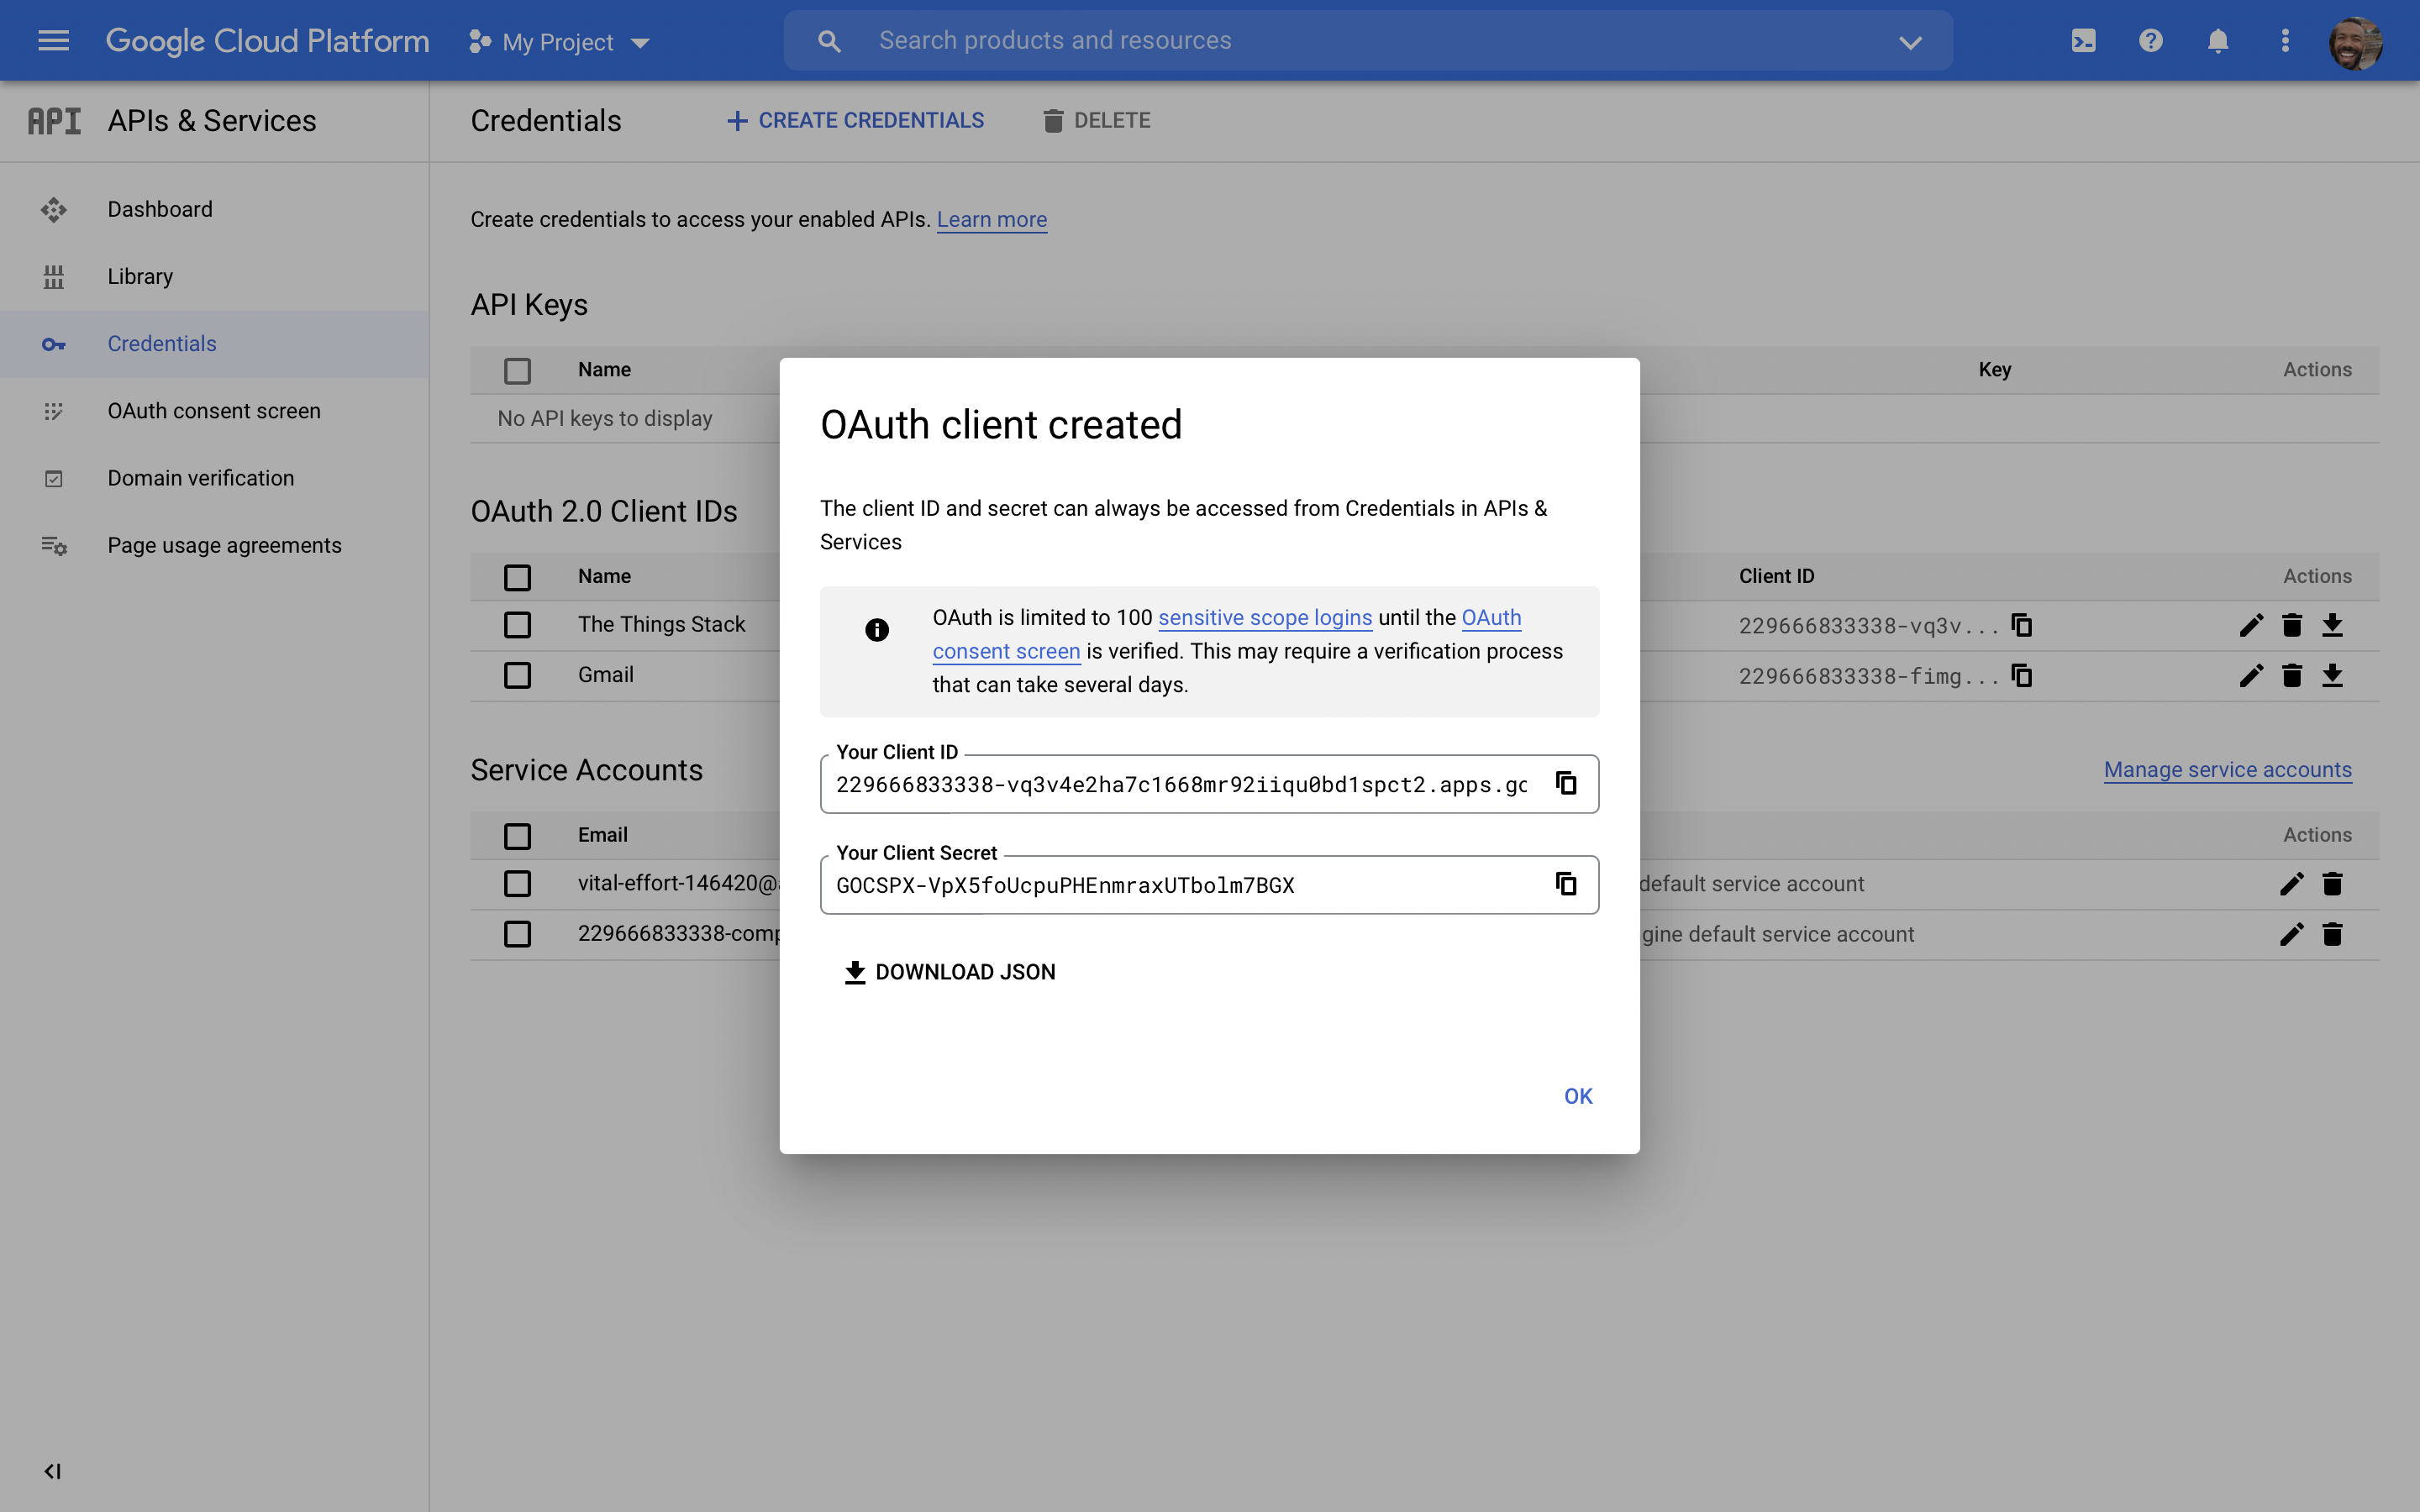 Google Cloud Platform
My Project
Search products and resources
API
APIs & Services
Credentials
CREATE CREDENTIALS
DELETE
Dashboard
Library
Credentials
OAuth consent screen
Domain verification
Page usage agreements
Create credentials to access your enabled APIs. Learn more
API Keys
Name
Key
Actions
No API keys to display
OAuth 2.0 Client IDs
Name
Client ID
Actions
The Things Stack
229666833338-vq3v...
Gmail
229666833338-fimg...
Service Accounts
Manage service accounts
Email
Actions
vital-effort-146420@
default service account
229666833338-comp
gine default service account
OAuth client created
The client ID and secret can always be accessed from Credentials in APIs &
Services
OAuth is limited to 100 sensitive scope logins until the OAuth
consent screen is verified. This may require a verification process
that can take several days.
Your Client ID
229666833338-vq3v4e2ha7c1668mr92iiqu0bd1spct2.apps.go
Your Client Secret
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
DOWNLOAD JSON
OK